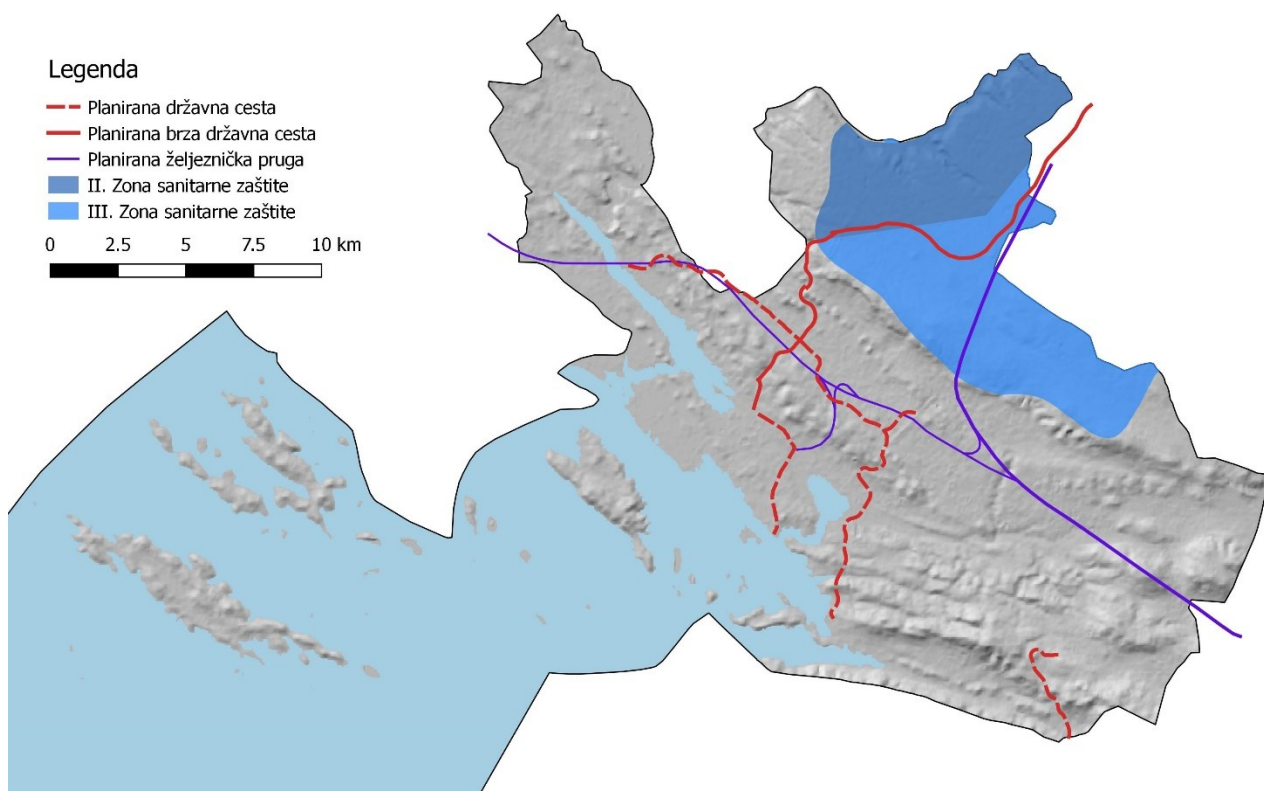 Legenda
Planirana državna cesta
Planirana brza državna cesta
Planirana željeznička pruga
II. Zona sanitarne zaštite
III. Zona sanitarne zaštite
0 2.5 5 7.5 10 km